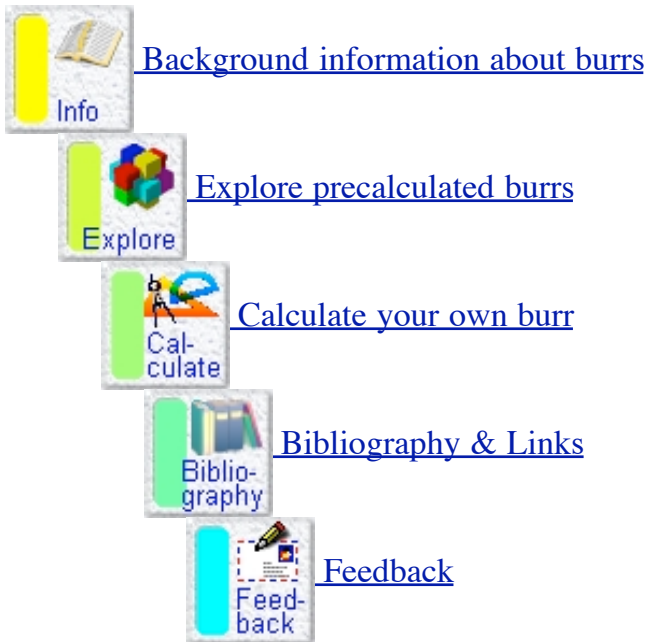 Background information about burrs
Info
Explore precalculated burrs
Explore
Calculate your own burr
Cal-
culate
Bibliography & Links
Biblio-
graphy
Feedback
Feed-
back